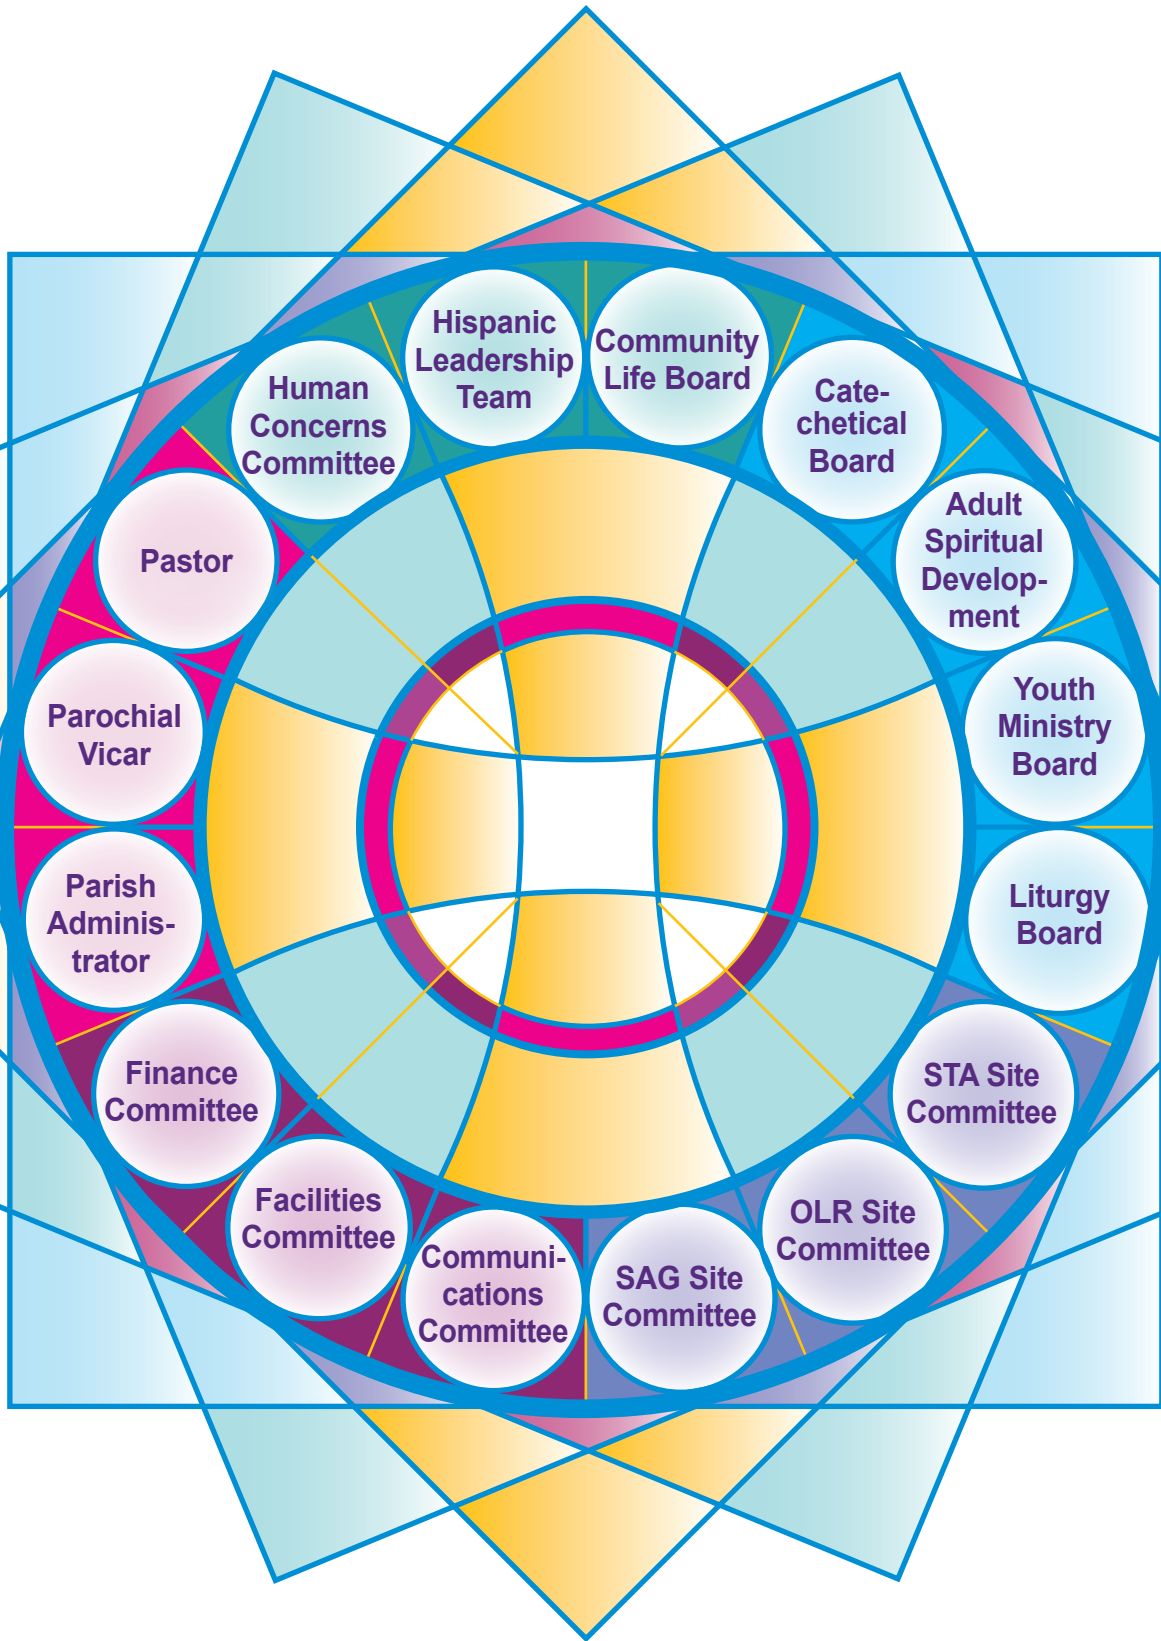 Hispanic
Leadership
Team
Community
Life Board
Cate-
chetical
Board
Adult
Spiritual
Develop-
ment
Youth
Ministry
Board
Liturgy
Board
STA Site
Committee
OLR Site
Committee
SAG Site
Committee
Communi-
cations
Committee
Facilities
Committee
Finance
Committee
Parish
Adminis-
trator
Parochial
Vicar
Pastor
Human
Concerns
Committee